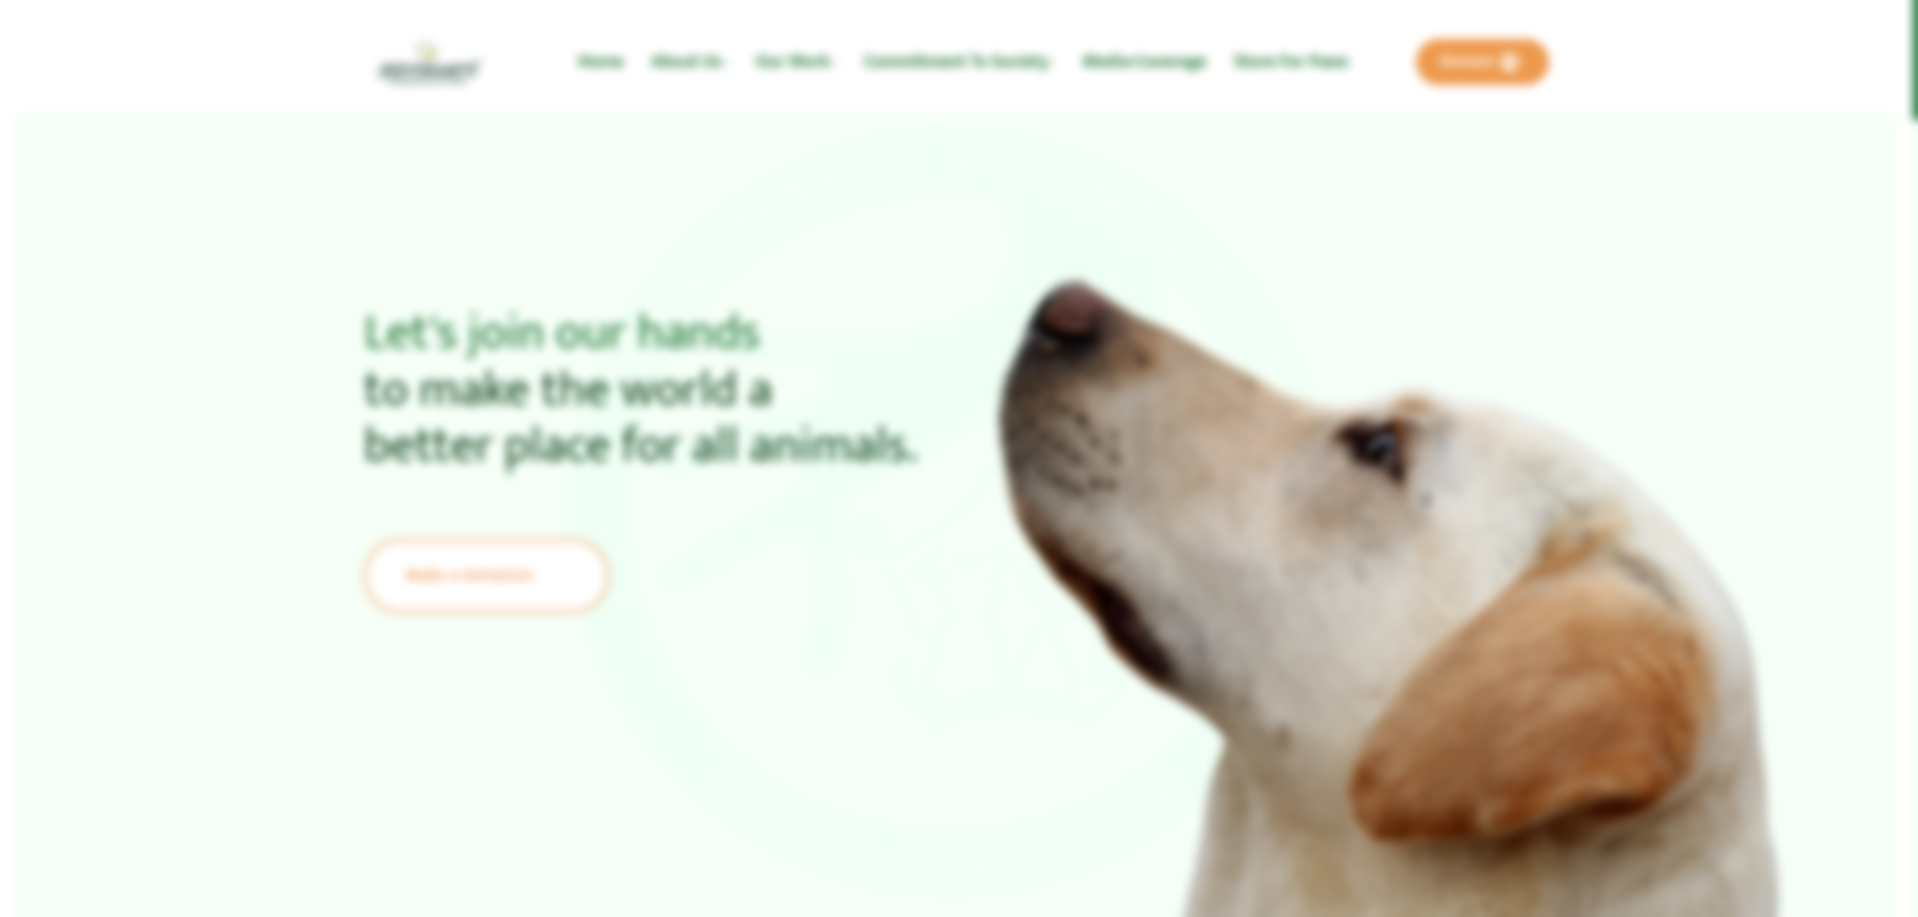 Home
About Us
Our Work
Commitment To Society
Media Coverage
Store For Paws
Donate
Let's join our hands
to make the world a
better place for all animals.
Make a Donation